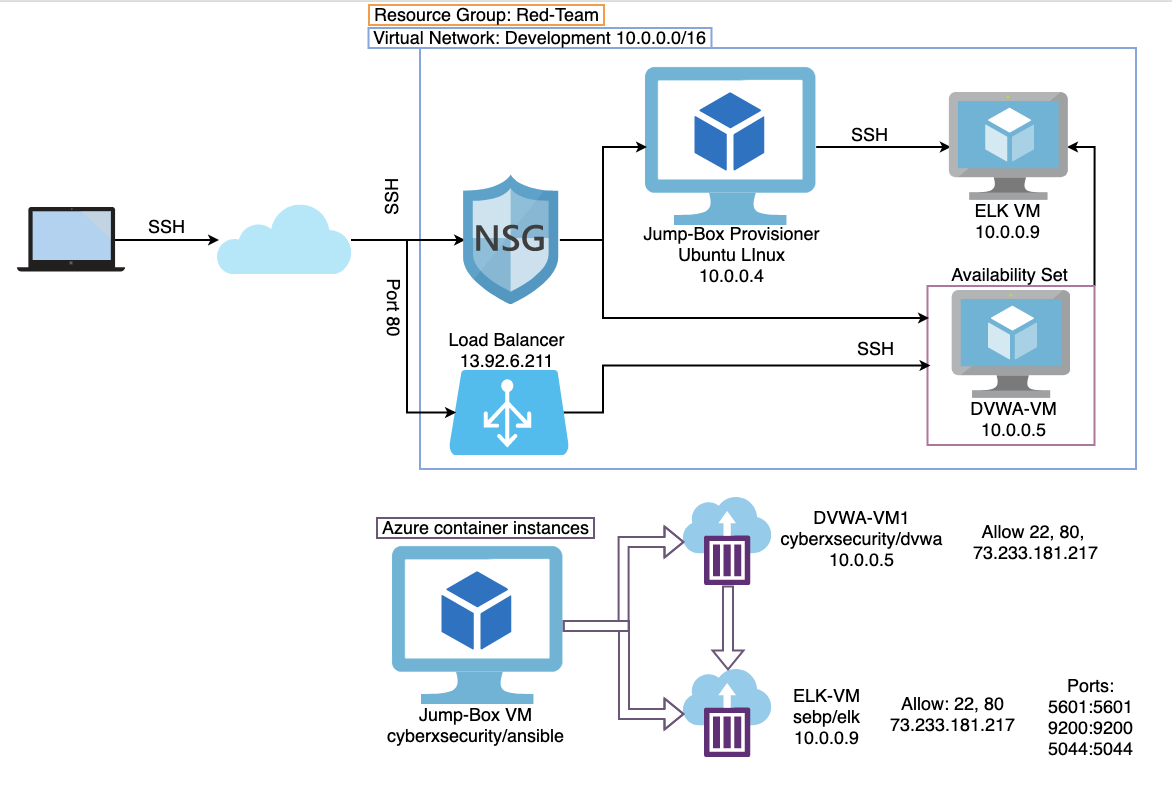 Resource Group: Red-Team
Virtual Network: Development 10.0.0.0/16
SSH
SSH
Port 80
NSG
Load Balancer
13.92.6.211
Jump-Box Provisioner
Ubuntu LInux
10.0.0.4
SSH
ELK VM
10.0.0.9
Availability Set
SSH
DVWA-VM
10.0.0.5
Azure container instances
Jump-Box VM
cyberxsecurity/ansible
DVWA-VM1
cyberxsecurity/dvwa
10.0.0.5
Allow 22, 80,
73.233.181.217
ELK-VM
sebp/elk
10.0.0.9
Allow: 22, 80
73.233.181.217
Ports:
5601:5601
9200:9200
5044:5044